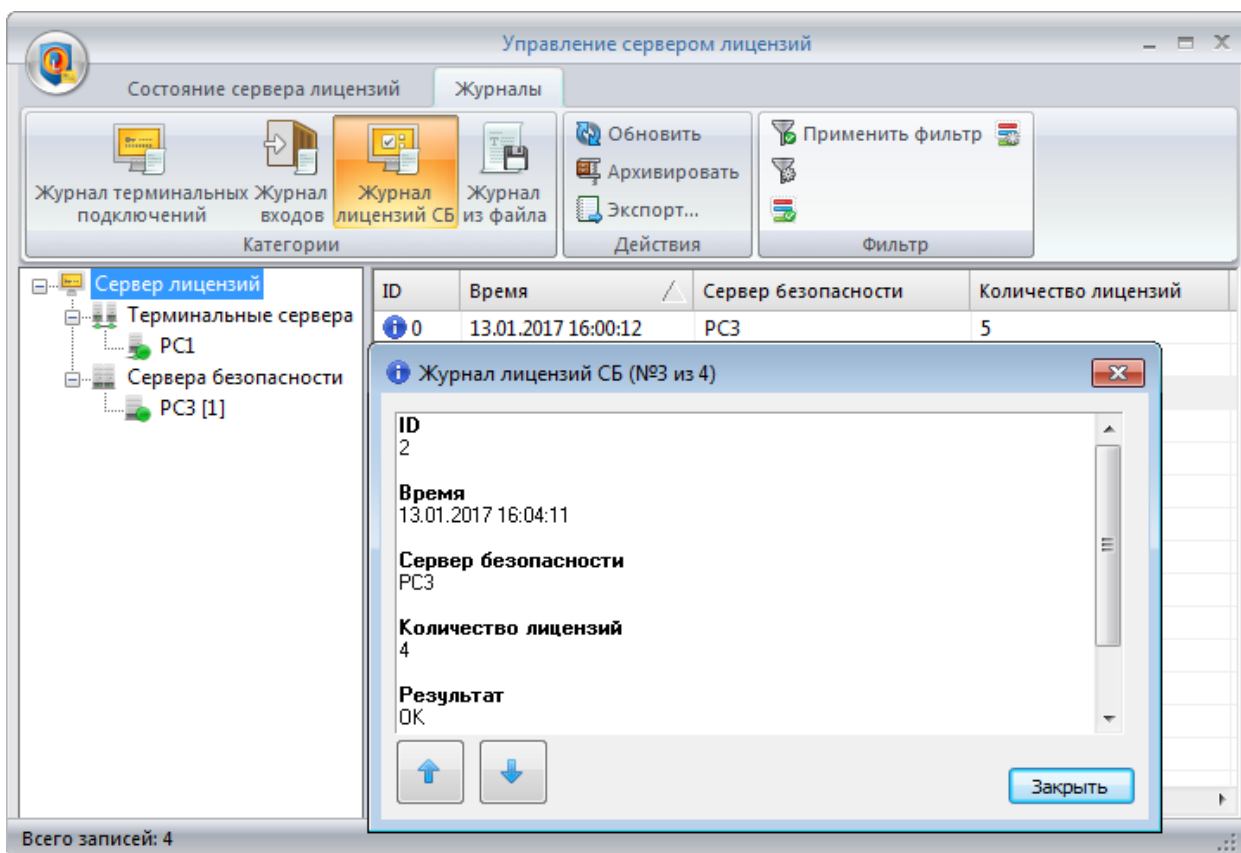 Управление сервером лицензий
Состояние сервера лицензий Журналы
Журнал терминальных подключений
Журнал входов
Журнал лицензий СБ
Журнал из файла
Категории
Обновить
Архивировать
Экспорт...
Действия
Применить фильтр
Фильтр
Сервер лицензий
Терминальные сервера
PC1
Сервера безопасности
PC3 [1]
ID Время Сервер безопасности Количество лицензий
0 13.01.2017 16:00:12 PC3 5
Журнал лицензий СБ (№3 из 4)
ID
2
Время
13.01.2017 16:04:11
Сервер безопасности
PC3
Количество лицензий
4
Результат
OK
Закрыть
Всего записей: 4